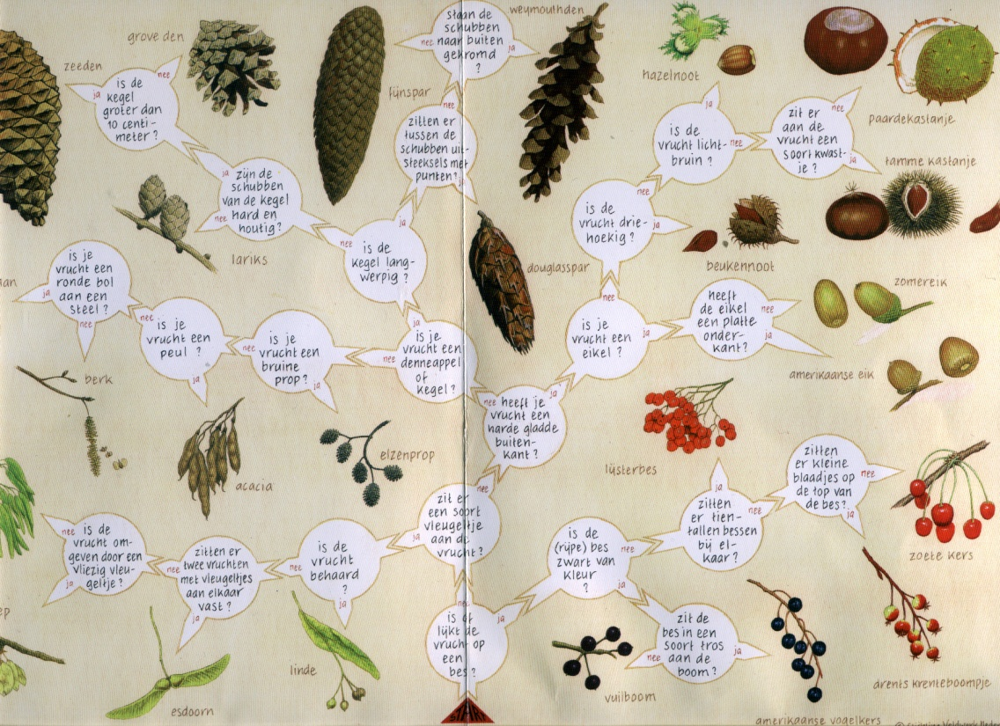 zeeden
ja
nee
is de
kegel
groter dan
10 centi-
meter ?
grove den
fijnspar
nee
staan de
schubben
naar buiten
gekromd
?
ja
weymouthden
hazelnoot
paardekastanje
nee
zitten er
tussen de
schubben uit-
steeksels met
punten?
ja
ja
is de
vrucht licht-
bruin ?
nee
nee
zit er
aan de
vrucht een
soort kwast-
je ?
ja
tamme kastanje
ja
nee
zijn de
schubben
van de kegel
hard en
houtig?
lariks
nee
ja
is de
kegel lang-
werpig ?
douglasspar
nee
is de
vrucht drie-
hoekig ?
ja
beukennoot
is je
vrucht een
ronde bol
aan een
steel ?
ja
nee
nee
is je
vrucht een
peul ?
ja
nee
is je
vrucht een
bruine
prop?
ja
ja
is je
vrucht een
denneappel
of
kegel ?
nee
nee
is je
vrucht een
eikel ?
ja
heeft
de eikel
een platte
onder-
kant?
nee
ja
zomereik
amerikaanse eik
berk
acacia
elzenprop
nee
ja
heeft je
vrucht een
harde gladde
buiten-
kant ?
lijsterbes
zitten
er kleine
blaadjes op
de top van
de bes?
nee
ja
zoete kers
nee
is de
vrucht om-
geven door een
vliezig vleu-
geltje ?
ja
nee
zitten er
twee vruchten
met vleugeltjes
aan elkaar
vast ?
ja
nee
is de
vrucht
behaard
?
ja
nee
zit er
een soort
vleugeltje
aan de
vrucht?
ja
is de
(rijpe) bes
zwart van
kleur
?
nee
ja
ja
zitten
er tien-
tallen bessen
bij el-
kaar ?
nee
nee
is of
lijkt de
vrucht op
een
bes ?
ja
zit de
bes in een
soort tros
aan de
boom ?
nee
ja
esdoorn
linde
vuilboom
amerikaanse vogelkers
drents krenteboompje
START